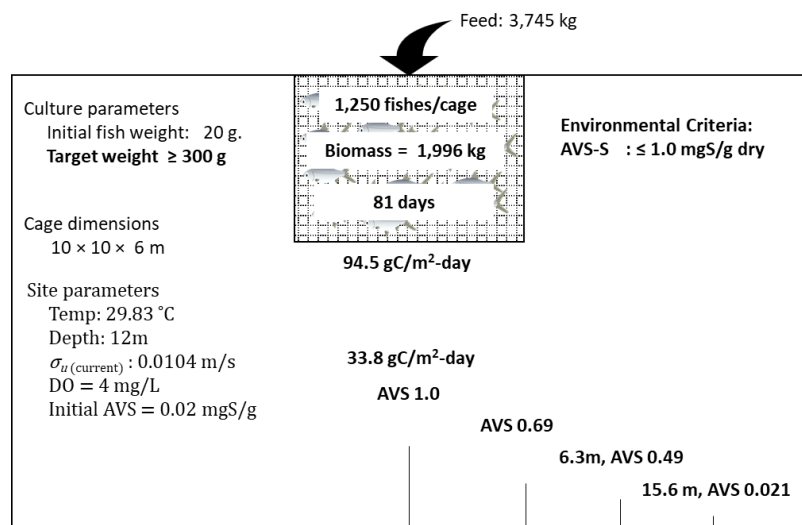 Feed: 3,745 kg
Culture parameters
Initial fish weight: 20 g.
Target weight ≥ 300 g
Cage dimensions
10 × 10 × 6 m
Site parameters
Temp: 29.83 °C
Depth: 12m
σu (current) : 0.0104 m/s
DO = 4 mg/L
Initial AVS = 0.02 mgS/g
1,250 fishes/cage
Biomass = 1,996 kg
81 days
94.5 gC/m²-day
33.8 gC/m²-day
AVS 1.0
AVS 0.69
6.3m, AVS 0.49
15.6 m, AVS 0.021
Environmental Criteria:
AVS-S : ≤ 1.0 mgS/g dry